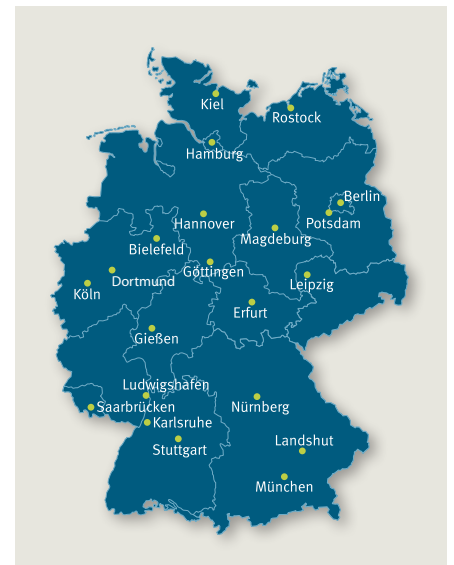 Kiel
Rostock
Hamburg
Berlin
Potsdam
Hannover
Magdeburg
Bielefeld
Göttingen
Dortmund
Leipzig
Köln
Erfurt
Gießen
Ludwigshafen
Saarbrücken
Nürnberg
Karlsruhe
Stuttgart
Landshut
München